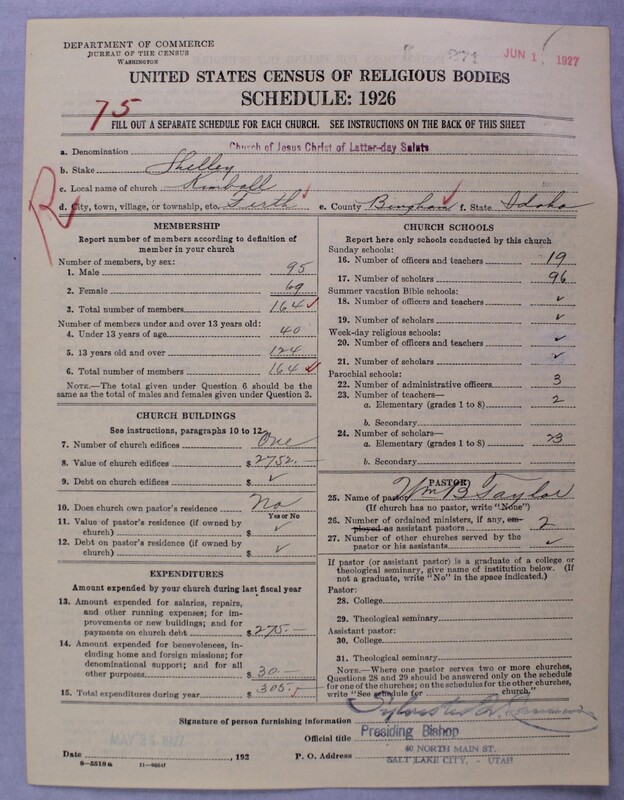 DEPARTMENT OF COMMERCE
BUREAU OF THE CENSUS
WASHINGTON
JUN 1 1927
UNITED STATES CENSUS OF RELIGIOUS BODIES
SCHEDULE: 1926
75
FILL OUT A SEPARATE SCHEDULE FOR EACH CHURCH. SEE INSTRUCTIONS ON THE BACK OF THIS SHEET
a. Denomination Church of Jesus Christ of Latter-day Saints
b. Stake Shelley
c. Local name of church Kimball
d. City, town, village, or township, etc. Firth e. County Bingham f. State Idaho
R
MEMBERSHIP
Report number of members according to definition of
member in your church
Number of members, by sex:
1. Male 95
2. Female 69
3. Total number of members 164 ✓
Number of members under and over 13 years old:
4. Under 13 years of age 40
5. 13 years old and over 124
6. Total number of members 164 ✓
NOTE.—The total given under Question 6 should be the
same as the total of males and females given under Question 3.
CHURCH BUILDINGS
See instructions, paragraphs 10 to 12
7. Number of church edifices One
8. Value of church edifices $ 2752.—
9. Debt on church edifices $ ✓
10. Does church own pastor's residence No
Yes or No
11. Value of pastor's residence (if owned by
church) $ ✓
12. Debt on pastor's residence (if owned by
church) $ ✓
EXPENDITURES
Amount expended by your church during last fiscal year
13. Amount expended for salaries, repairs,
and other running expenses; for im-
provements or new buildings; and for
payments on church debt $ 275.—
14. Amount expended for benevolences, in-
cluding home and foreign missions; for
denominational support; and for all
other purposes $ 30—
15. Total expenditures during year $ 305.
CHURCH SCHOOLS
Report here only schools conducted by this church
Sunday schools:
16. Number of officers and teachers 19
17. Number of scholars 96
Summer vacation Bible schools:
18. Number of officers and teachers ✓
19. Number of scholars ✓
Week-day religious schools:
20. Number of officers and teachers ✓
21. Number of scholars ✓
Parochial schools:
22. Number of administrative officers 3
23. Number of teachers—
a. Elementary (grades 1 to 8) 2
b. Secondary
24. Number of scholars—
a. Elementary (grades 1 to 8) 23
b. Secondary
PASTOR
25. Name of pastor Wm B Taylor
(If church has no pastor, write "None")
26. Number of ordained ministers, if any, em-
ployed as assistant pastors 2
27. Number of other churches served by the
pastor or his assistants ✓
If pastor (or assistant pastor) is a graduate of a college or
theological seminary, give name of institution below. (If
not a graduate, write "No" in the space indicated.)
Pastor:
28. College
29. Theological seminary
Assistant pastor:
30. College
31. Theological seminary
NOTE.—Where one pastor serves two or more churches,
Questions 28 and 29 should be answered only on the schedule
for one of the churches; on the schedules for the other churches,
write "See schedule for church."
Signature of person furnishing information
Official title Presiding Bishop
Date , 192 P. O. Address 40 NORTH MAIN ST.
SALT LAKE CITY, - UTAH
8—5518a